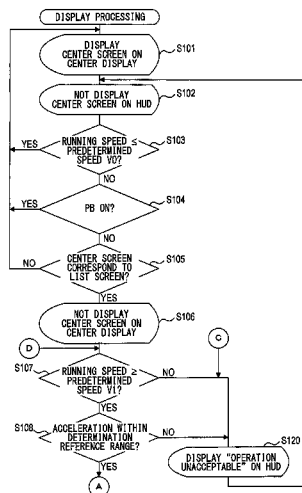 DISPLAY PROCESSING
DISPLAY
CENTER SCREEN ON
CENTER DISPLAY
S101
NOT DISPLAY
CENTER SCREEN ON HUD
S102
YES
RUNNING SPEED ≤
PREDETERMINED
SPEED V0?
S103
NO
YES
PB ON?
S104
NO
NO
CENTER SCREEN
CORRESPOND TO
LIST SCREEN?
S105
YES
NOT DISPLAY
CENTER SCREEN ON
CENTER DISPLAY
S106
D
C
S107
RUNNING SPEED ≥
PREDETERMINED
SPEED V1?
NO
YES
S108
ACCELERATION WITHIN
DETERMINATION
REFERENCE RANGE?
NO
S120
DISPLAY "OPERATION
UNACCEPTABLE" ON HUD
YES
A